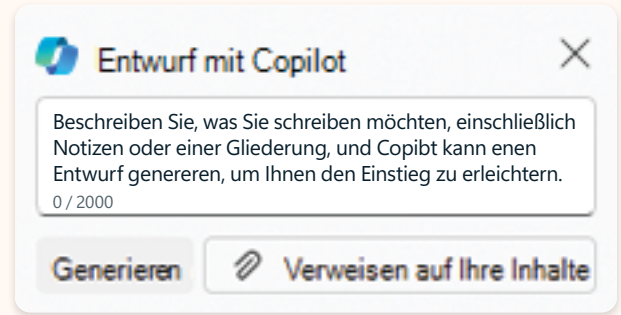 Entwurf mit Copilot
Beschreiben Sie, was Sie schreiben möchten, einschließlich
Notizen oder einer Gliederung, und Copibt kann enen
Entwurf genereren, um Ihnen den Einstieg zu erleichtern.
0 / 2000
Generieren
Verweisen auf Ihre Inhalte